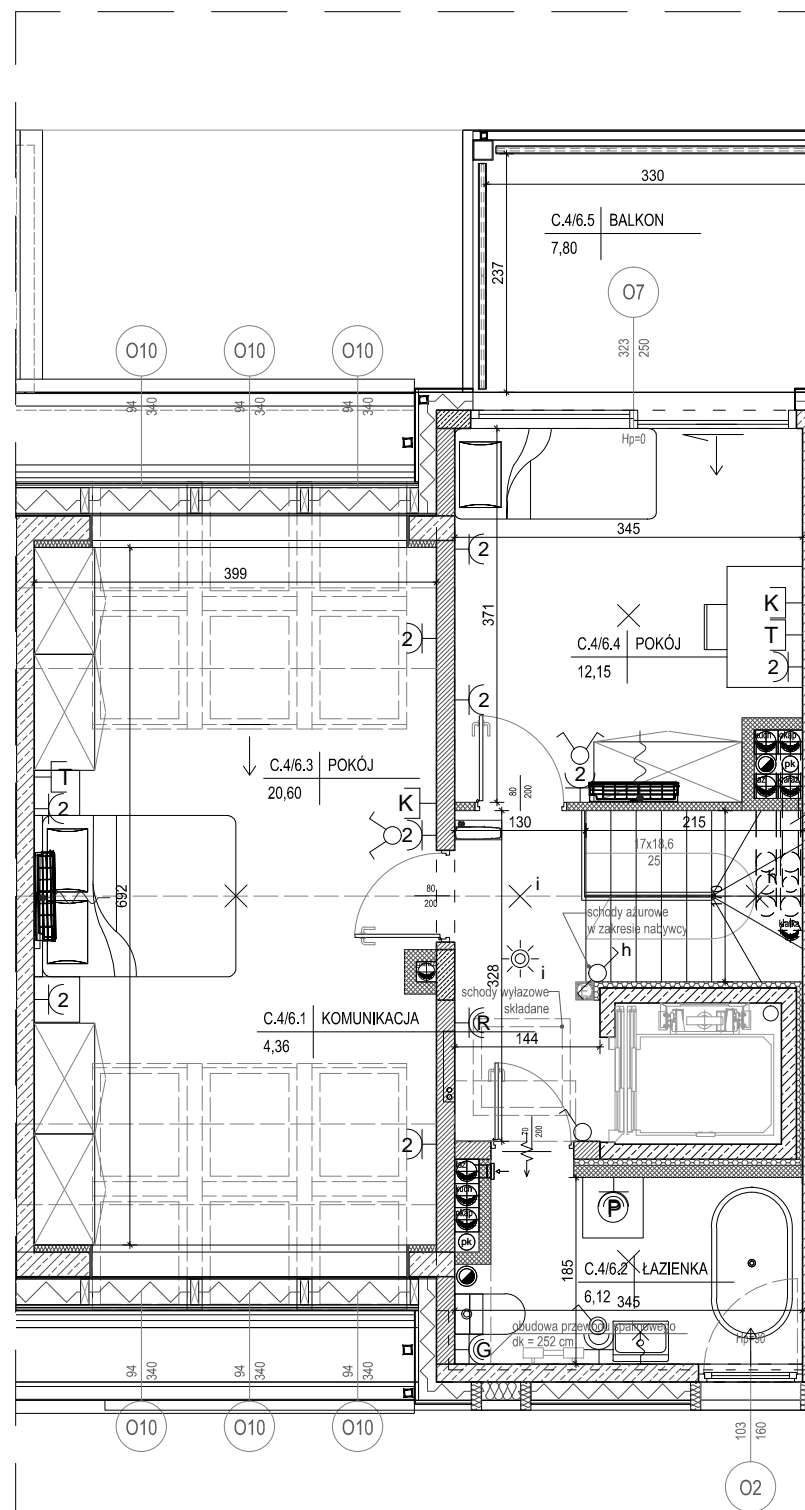 330
C.4/6.5 BALKON
7,80
237
O7
323
250
O10 O10 O10
94 340
94 340
94 340
Hp=0
2
345
399
371
K
T
2
C.4/6.4 POKÓJ
12,15
2
2
pk
2
C.4/6.3 POKÓJ
20,60
T
2
K
2
80
200
130
215
17x18,6
25
692
80
200
i
h
170
schody ażurowe
w zakresie nabywcy
328
i
h
schody wyłazowe
składane
2
C.4/6.1 KOMUNIKACJA
4,36
R
144
70
200
2
pk
P
185
C.4/6.2 ŁAZIENKA
6,12
345
obudowa przewodu spalinowego
dk = 252 cm
Hp=90
G
94 340
94 340
94 340
O10 O10 O10
103
160
O2